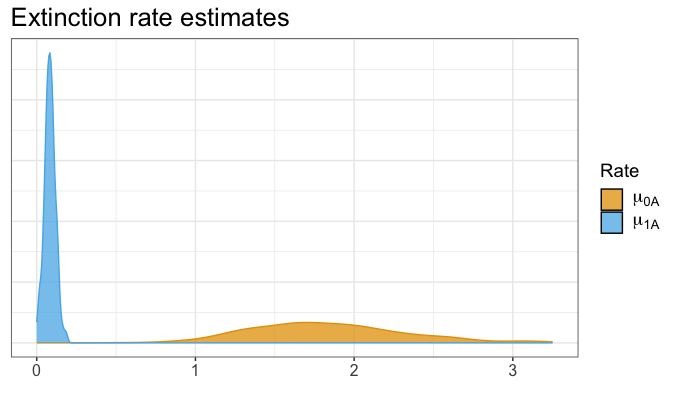 Extinction rate estimates
Rate
μ0A
μ1A
0 1 2 3